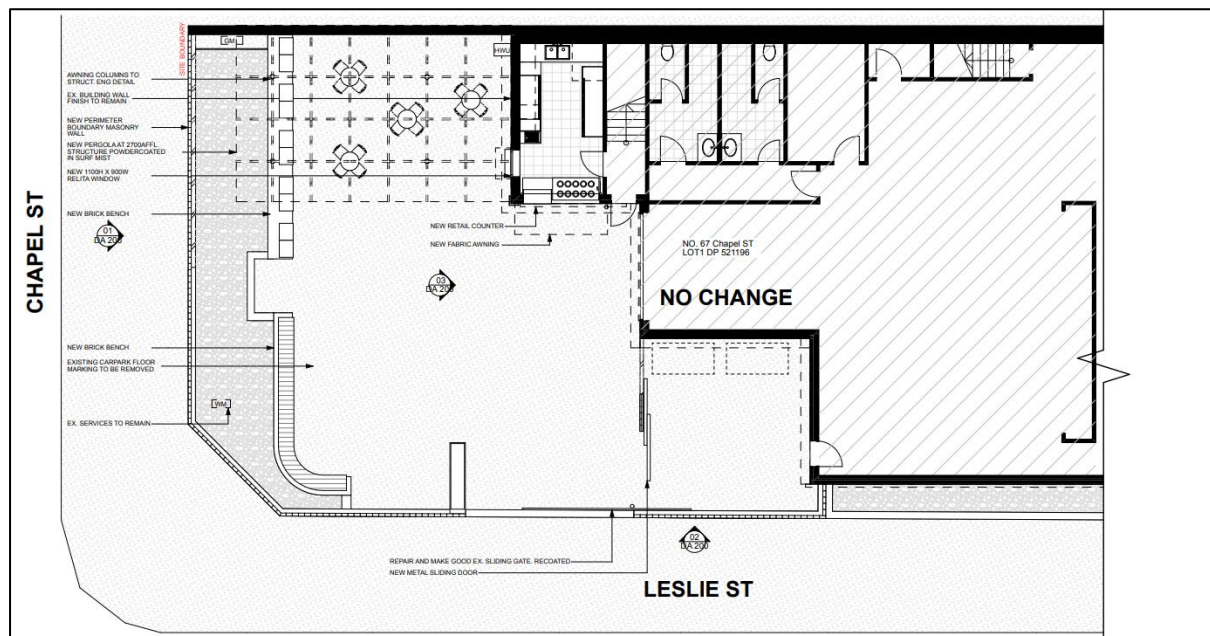 SITE BOUNDARY
GM
HWU
AWNING COLUMNS TO
STRUCT. ENG DETAIL
EX. BUILDING WALL
FINISH TO REMAIN
NEW PERIMETER
BOUNDARY MASONRY
WALL
NEW PERGOLA AT 2700AFFL.
STRUCTURE POWDERCOATED
IN SURF MIST
NEW 1100H X 900W
RELITA WINDOW
NEW BRICK BENCH
CHAPEL ST
01
DA 200
NEW RETAIL COUNTER
NEW FABRIC AWNING
NO. 67 Chapel ST
LOT1 DP 521196
03
DA 200
NO CHANGE
NEW BRICK BENCH
EXISTING CARPARK FLOOR
MARKING TO BE REMOVED
WM
EX. SERVICES TO REMAIN
02
DA 200
REPAIR AND MAKE GOOD EX. SLIDING GATE. RECOATED
NEW METAL SLIDING DOOR
LESLIE ST